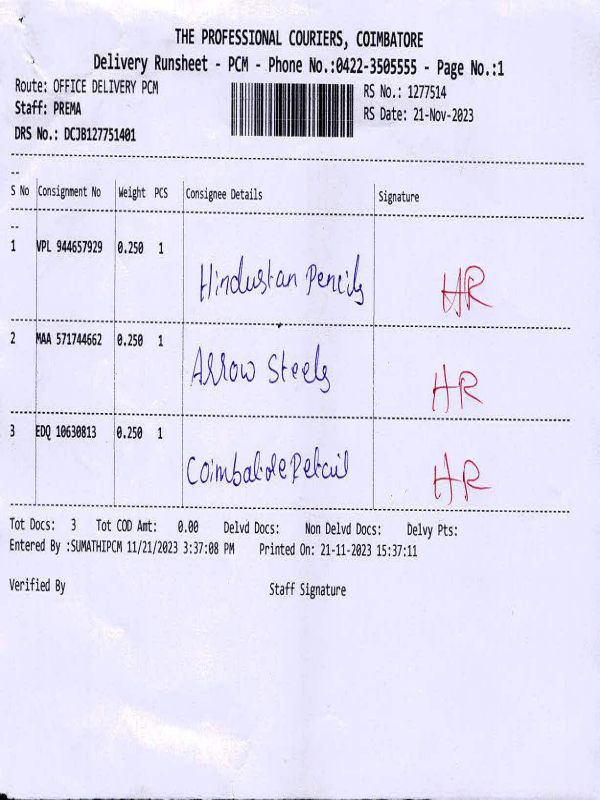 THE PROFESSIONAL COURIERS, COIMBATORE
Delivery Runsheet - PCM - Phone No.:0422-3505555 - Page No.:1
Route: OFFICE DELIVERY PCM RS No.: 1277514
Staff: PREMA RS Date: 21-Nov-2023
DRS No.: DCJB127751401
--
S No Consignment No Weight PCS Consignee Details Signature
--
1 VPL 944657929 0.250 1 Hindustan Pencils HR
2 MAA 571744662 0.250 1 Arrow Steels HR
3 EDQ 10630813 0.250 1 Coimbatore Retail HR
Tot Docs: 3 Tot COD Amt: 0.00 Delvd Docs: Non Delvd Docs: Delvy Pts:
Entered By :SUMATHIPCM 11/21/2023 3:37:08 PM Printed On: 21-11-2023 15:37:11
Verified By Staff Signature